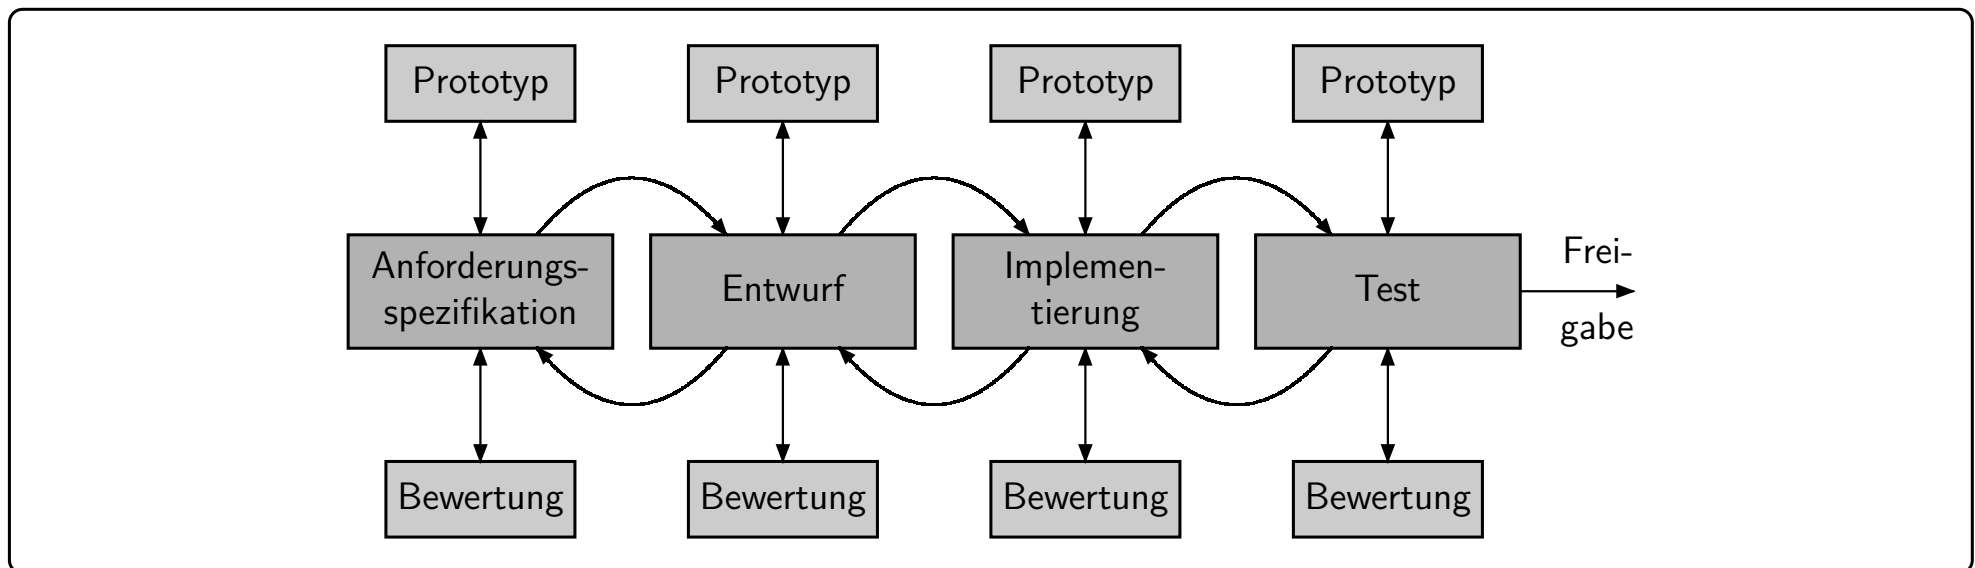 Prototyp
Prototyp
Prototyp
Prototyp
Anforderungs-
spezifikation
Entwurf
Implemen-
tierung
Test
Frei-
gabe
Bewertung
Bewertung
Bewertung
Bewertung